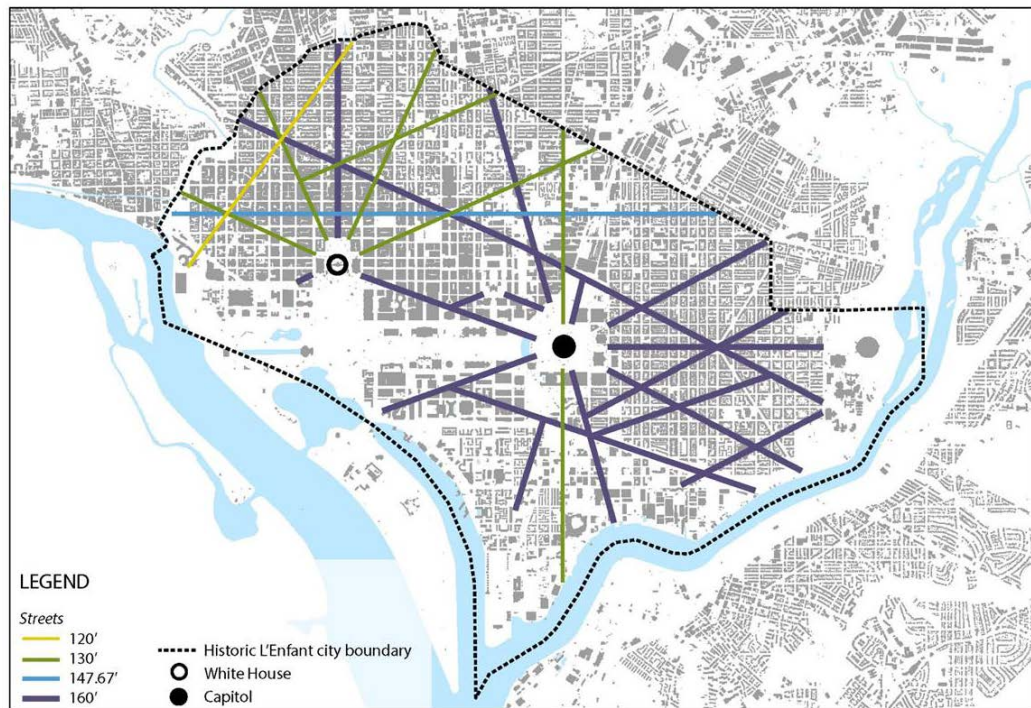 LEGEND
Streets
120'
130'
147.67'
160'
Historic L'Enfant city boundary
White House
Capitol